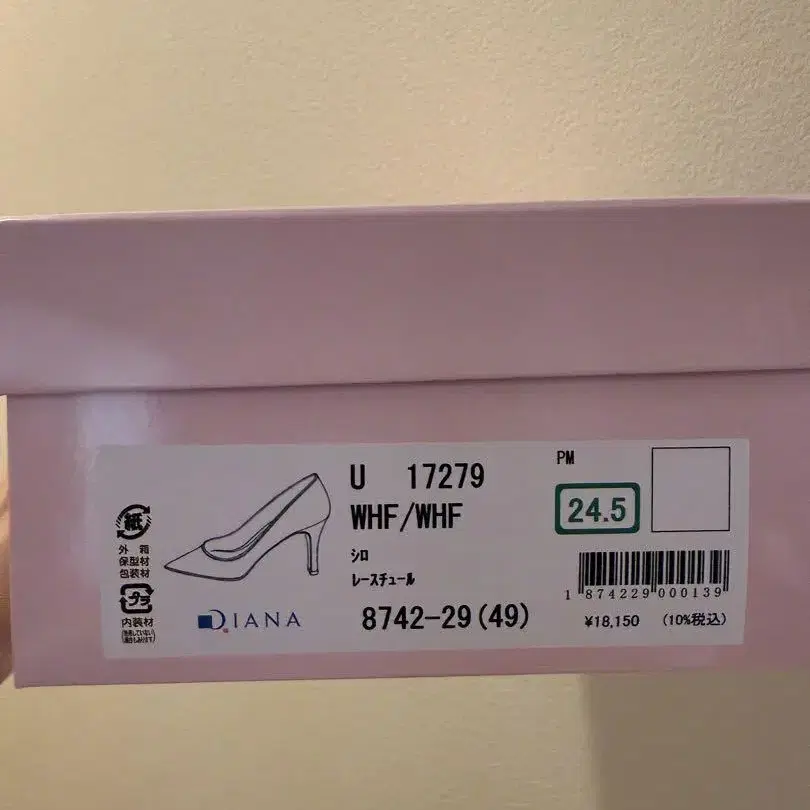 U 17279
PM
WHF/WHF
24.5
紙
シロ
外 箱
保型材
包装材
レースチュール
プラ
内装材
1 874229 000139
DIANA
8742-29(49)
¥18,150 (10%税込)